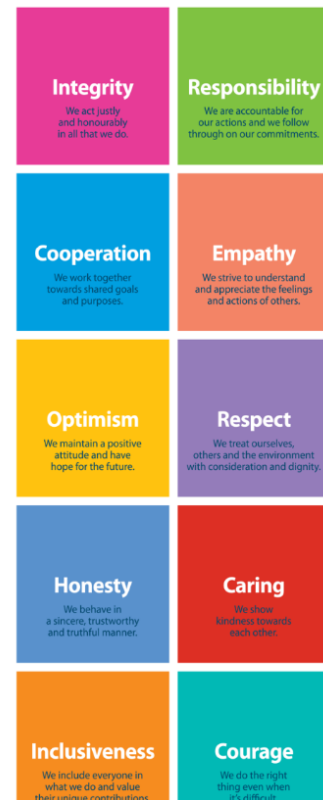 Integrity
We act justly
and honourably
in all that we do.
Responsibility
We are accountable for
our actions and we follow
through on our commitments.
Cooperation
We work together
towards shared goals
and purposes.
Empathy
We strive to understand
and appreciate the feelings
and actions of others.
Optimism
We maintain a positive
attitude and have
hope for the future.
Respect
We treat ourselves,
others and the environment
with consideration and dignity.
Honesty
We behave in
a sincere, trustworthy
and truthful manner.
Caring
We show
kindness towards
each other.
Inclusiveness
We include everyone in
what we do and value
their unique contributions
Courage
We do the right
thing even when
it's difficult